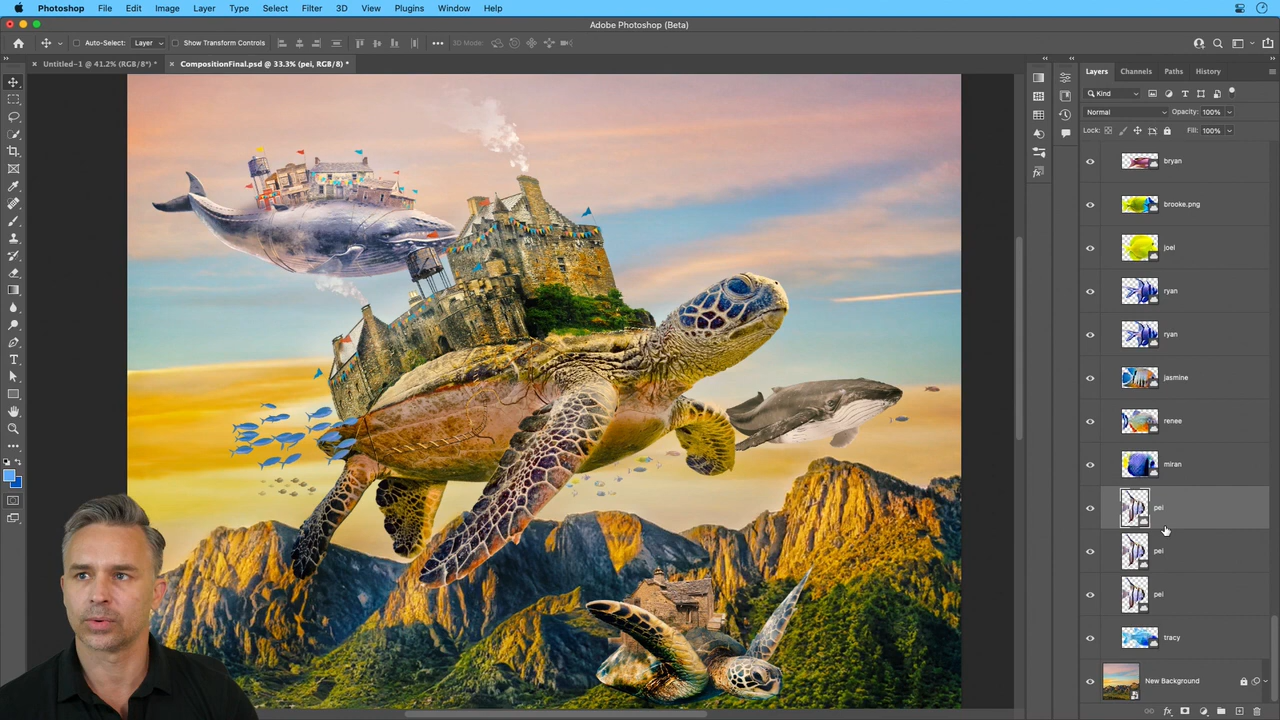 Photoshop File Edit Image Layer Type Select Filter 3D View Plugins Window Help
Adobe Photoshop (Beta)
Auto-Select: Layer Show Transform Controls 3D Mode:
Untitled-1 @ 41.2% (RGB/8*) * CompositionFinal.psd @ 33.3% (pei, RGB/8) *
Layers Channels Paths History
Kind
Normal Opacity: 100%
Lock: Fill: 100%
bryan
brooke.png
joel
ryan
ryan
jasmine
renee
miran
pei
pei
pei
tracy
New Background